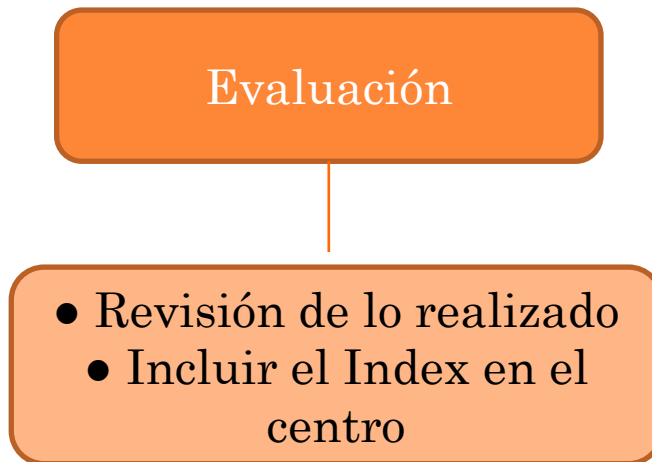 Evaluación
● Revisión de lo realizado
● Incluir el Index en el
centro